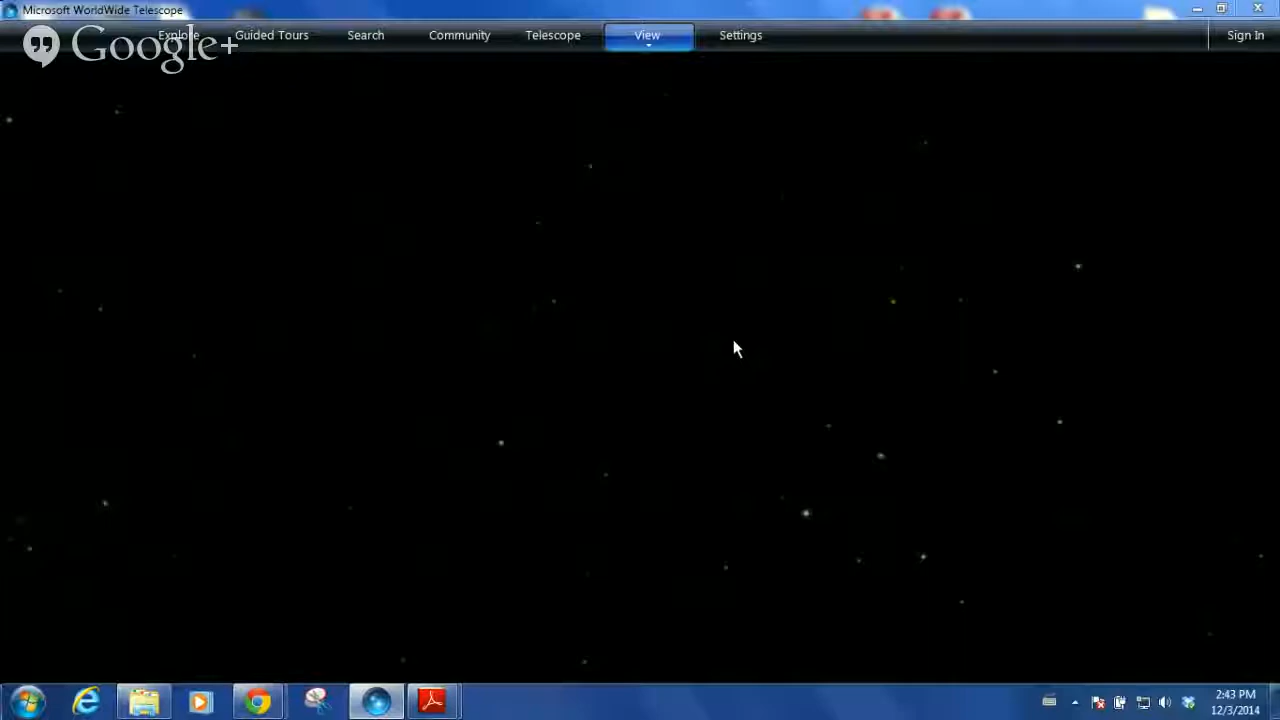 Microsoft WorldWide Telescope
Google+
Explore Guided Tours Search Community Telescope View Settings Sign In
2:43 PM
12/3/2014